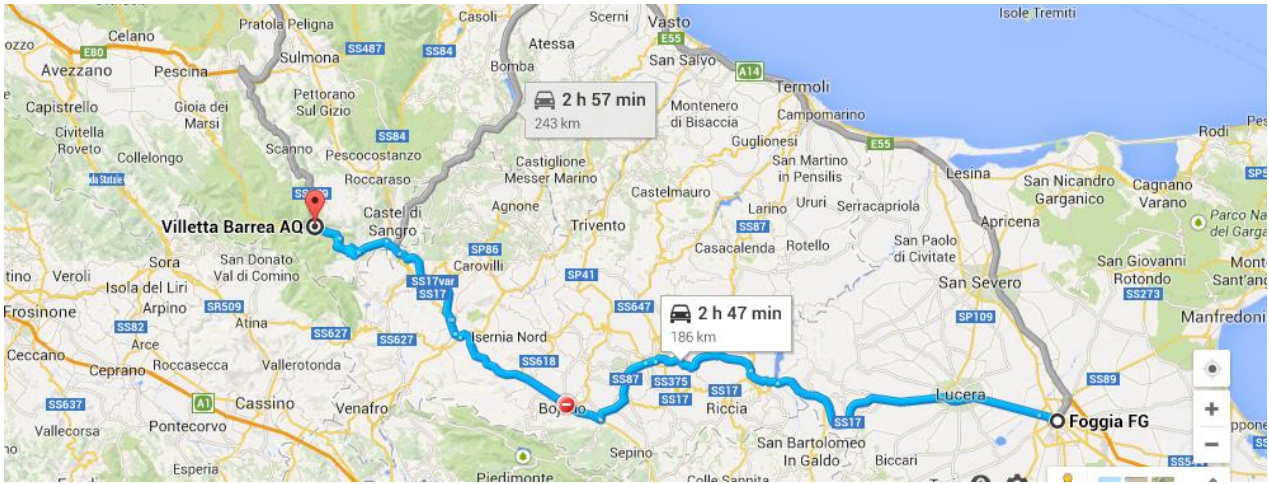 Pratola Peligna
Celano
E80
Avezzano
Pescina
Sulmona
SS487
SS84
Casoli
Scerni
Atessa
Bomba
Vasto
E55
San Salvo
A14
Termoli
Isole Tremiti
Campomarino
Capistrello
Gioia dei
Marsi
Pettorano
Sul Gizio
Civitella
Roveto
Collelongo
Scanno
SS84
Pescocostanzo
Roccaraso
2 h 57 min
243 km
Montenero
di Bisaccia
Guglionesi
E55
San Martino
in Pensilis
Lesina
Rodi
San Nicandro
Garganico
Cagnano
Varano
Castiglione
Messer Marino
Castelmauro
Agnone
Trivento
Larino
Ururi
Serracapriola
SS87
Casacalenda
Rotello
Apricena
San Paolo
di Civitate
Parco Na
del Garga
Villetta Barrea AQ
Castel di
Sangro
SP86
Carovilli
San Donato
Val di Comino
Sora
Veroli
Isola del Liri
Arpino
Frosinone
SR509
SS82
Atina
Arce
SS627
SS627
SS17var
SS17
SP41
SS647
San Severo
San Giovanni
Rotondo
SS273
SP109
Manfredoni
2 h 47 min
186 km
Isernia Nord
SS618
Ceccano
Ceprano
Roccasecca
Vallerotonda
SS637
A1
Cassino
Venafro
Vallecorsa
Pontecorvo
Esperia
SS87
SS375
SS17
SS17
Riccia
SS17
Lucera
SS89
Foggia FG
Sepino
San Bartolomeo
In Galdo
Biccari
Piedimonte
Colle Sannita